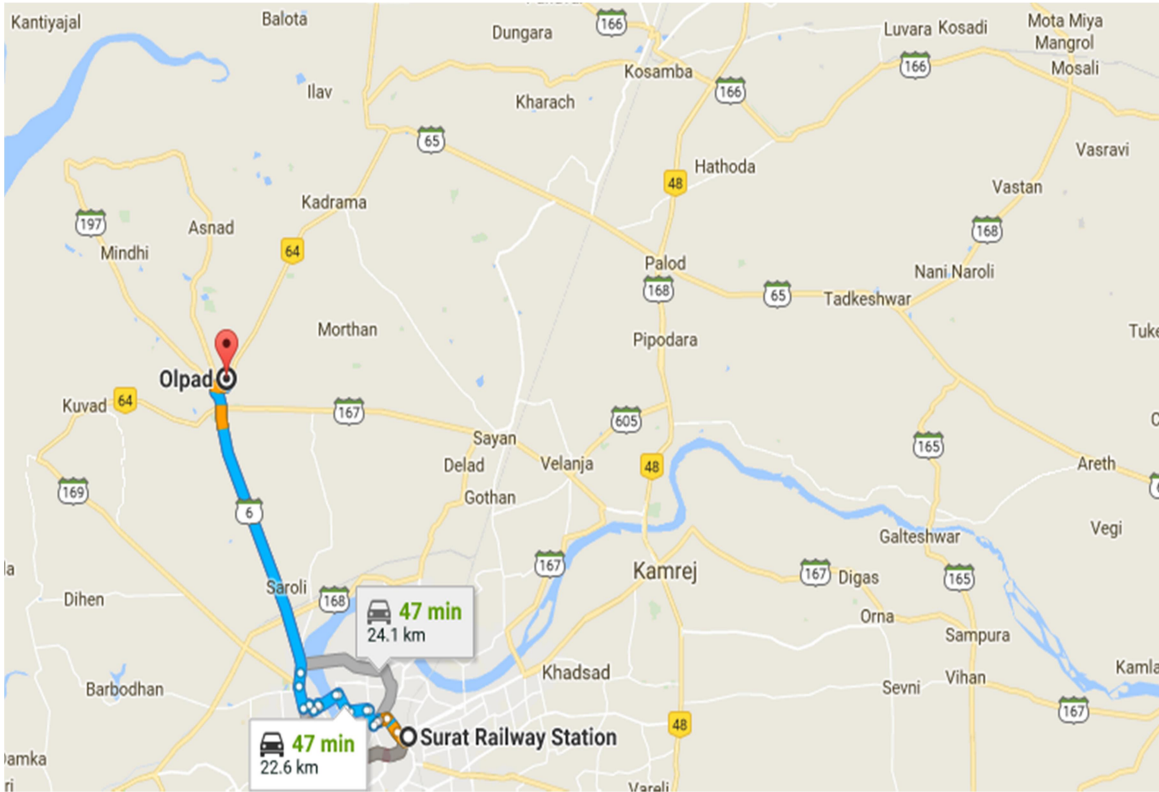 Kantiyajal
Balota
Dungara
166
Luvara Kosadi
Mota Miya
Mangrol
Mosali
Kosamba
166
166
Ilav
Kharach
65
Vasravi
Hathoda
48
Vastan
Kadrama
197
Asnad
168
Mindhi
64
Palod
Nani Naroli
168
65
Tadkeshwar
Morthan
Pipodara
Tuke
Olpad
Kuvad
64
167
605
Sayan
165
Delad
Velanja
48
Areth
169
Gothan
6
Vegi
Galteshwar
167
Kamrej
167
Digas
165
Saroli
Dihen
168
47 min
24.1 km
Orna
Sampura
Khadsad
Vihan
Kamla
Barbodhan
Sevni
167
48
Surat Railway Station
47 min
22.6 km
Damka
Vareli